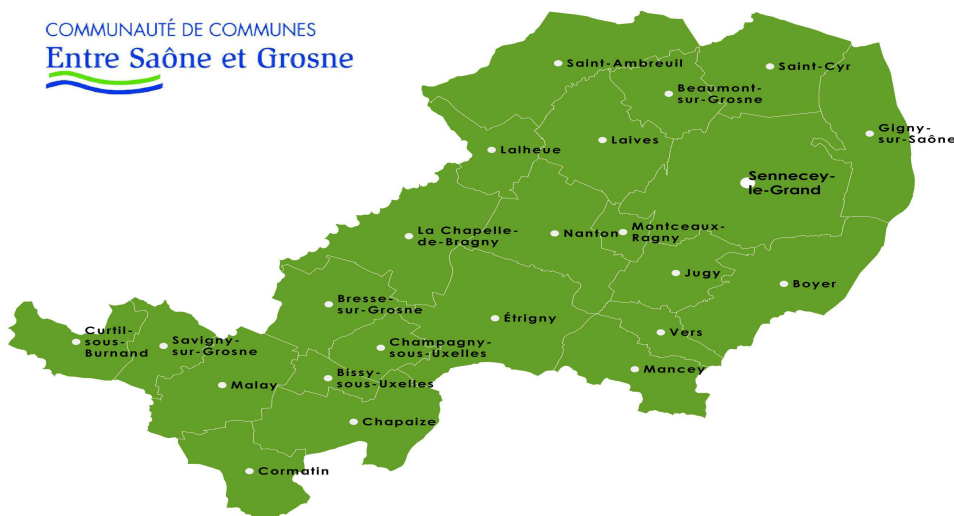 COMMUNAUTÉ DE COMMUNES
Entre Saône et Grosne
Saint-Ambreuil
Saint-Cyr
Beaumont-
sur-Grosne
Gigny-
sur-Saône
Laives
Lalheue
Sennecey-
le-Grand
La Chapelle-
de-Bragny
Nanton
Montceaux-
Ragny
Jugy
Boyer
Bresse-
sur-Grosne
Étrigny
Vers
Curtil-
sous-
Burnand
Savigny-
sur-Grosne
Champagny-
sous-Uxelles
Mancey
Bissy-
sous-Uxelles
Malay
Chapaize
Cormatin